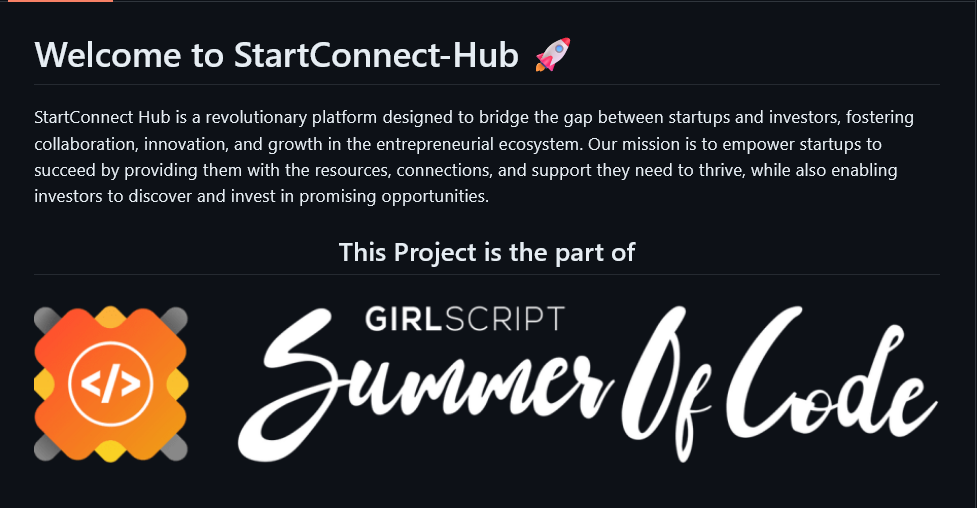 Welcome to StartConnect-Hub 🚀
StartConnect Hub is a revolutionary platform designed to bridge the gap between startups and investors, fostering
collaboration, innovation, and growth in the entrepreneurial ecosystem. Our mission is to empower startups to
succeed by providing them with the resources, connections, and support they need to thrive, while also enabling
investors to discover and invest in promising opportunities.
This Project is the part of
</>
GIRLSCRIPT
Summer Of Code